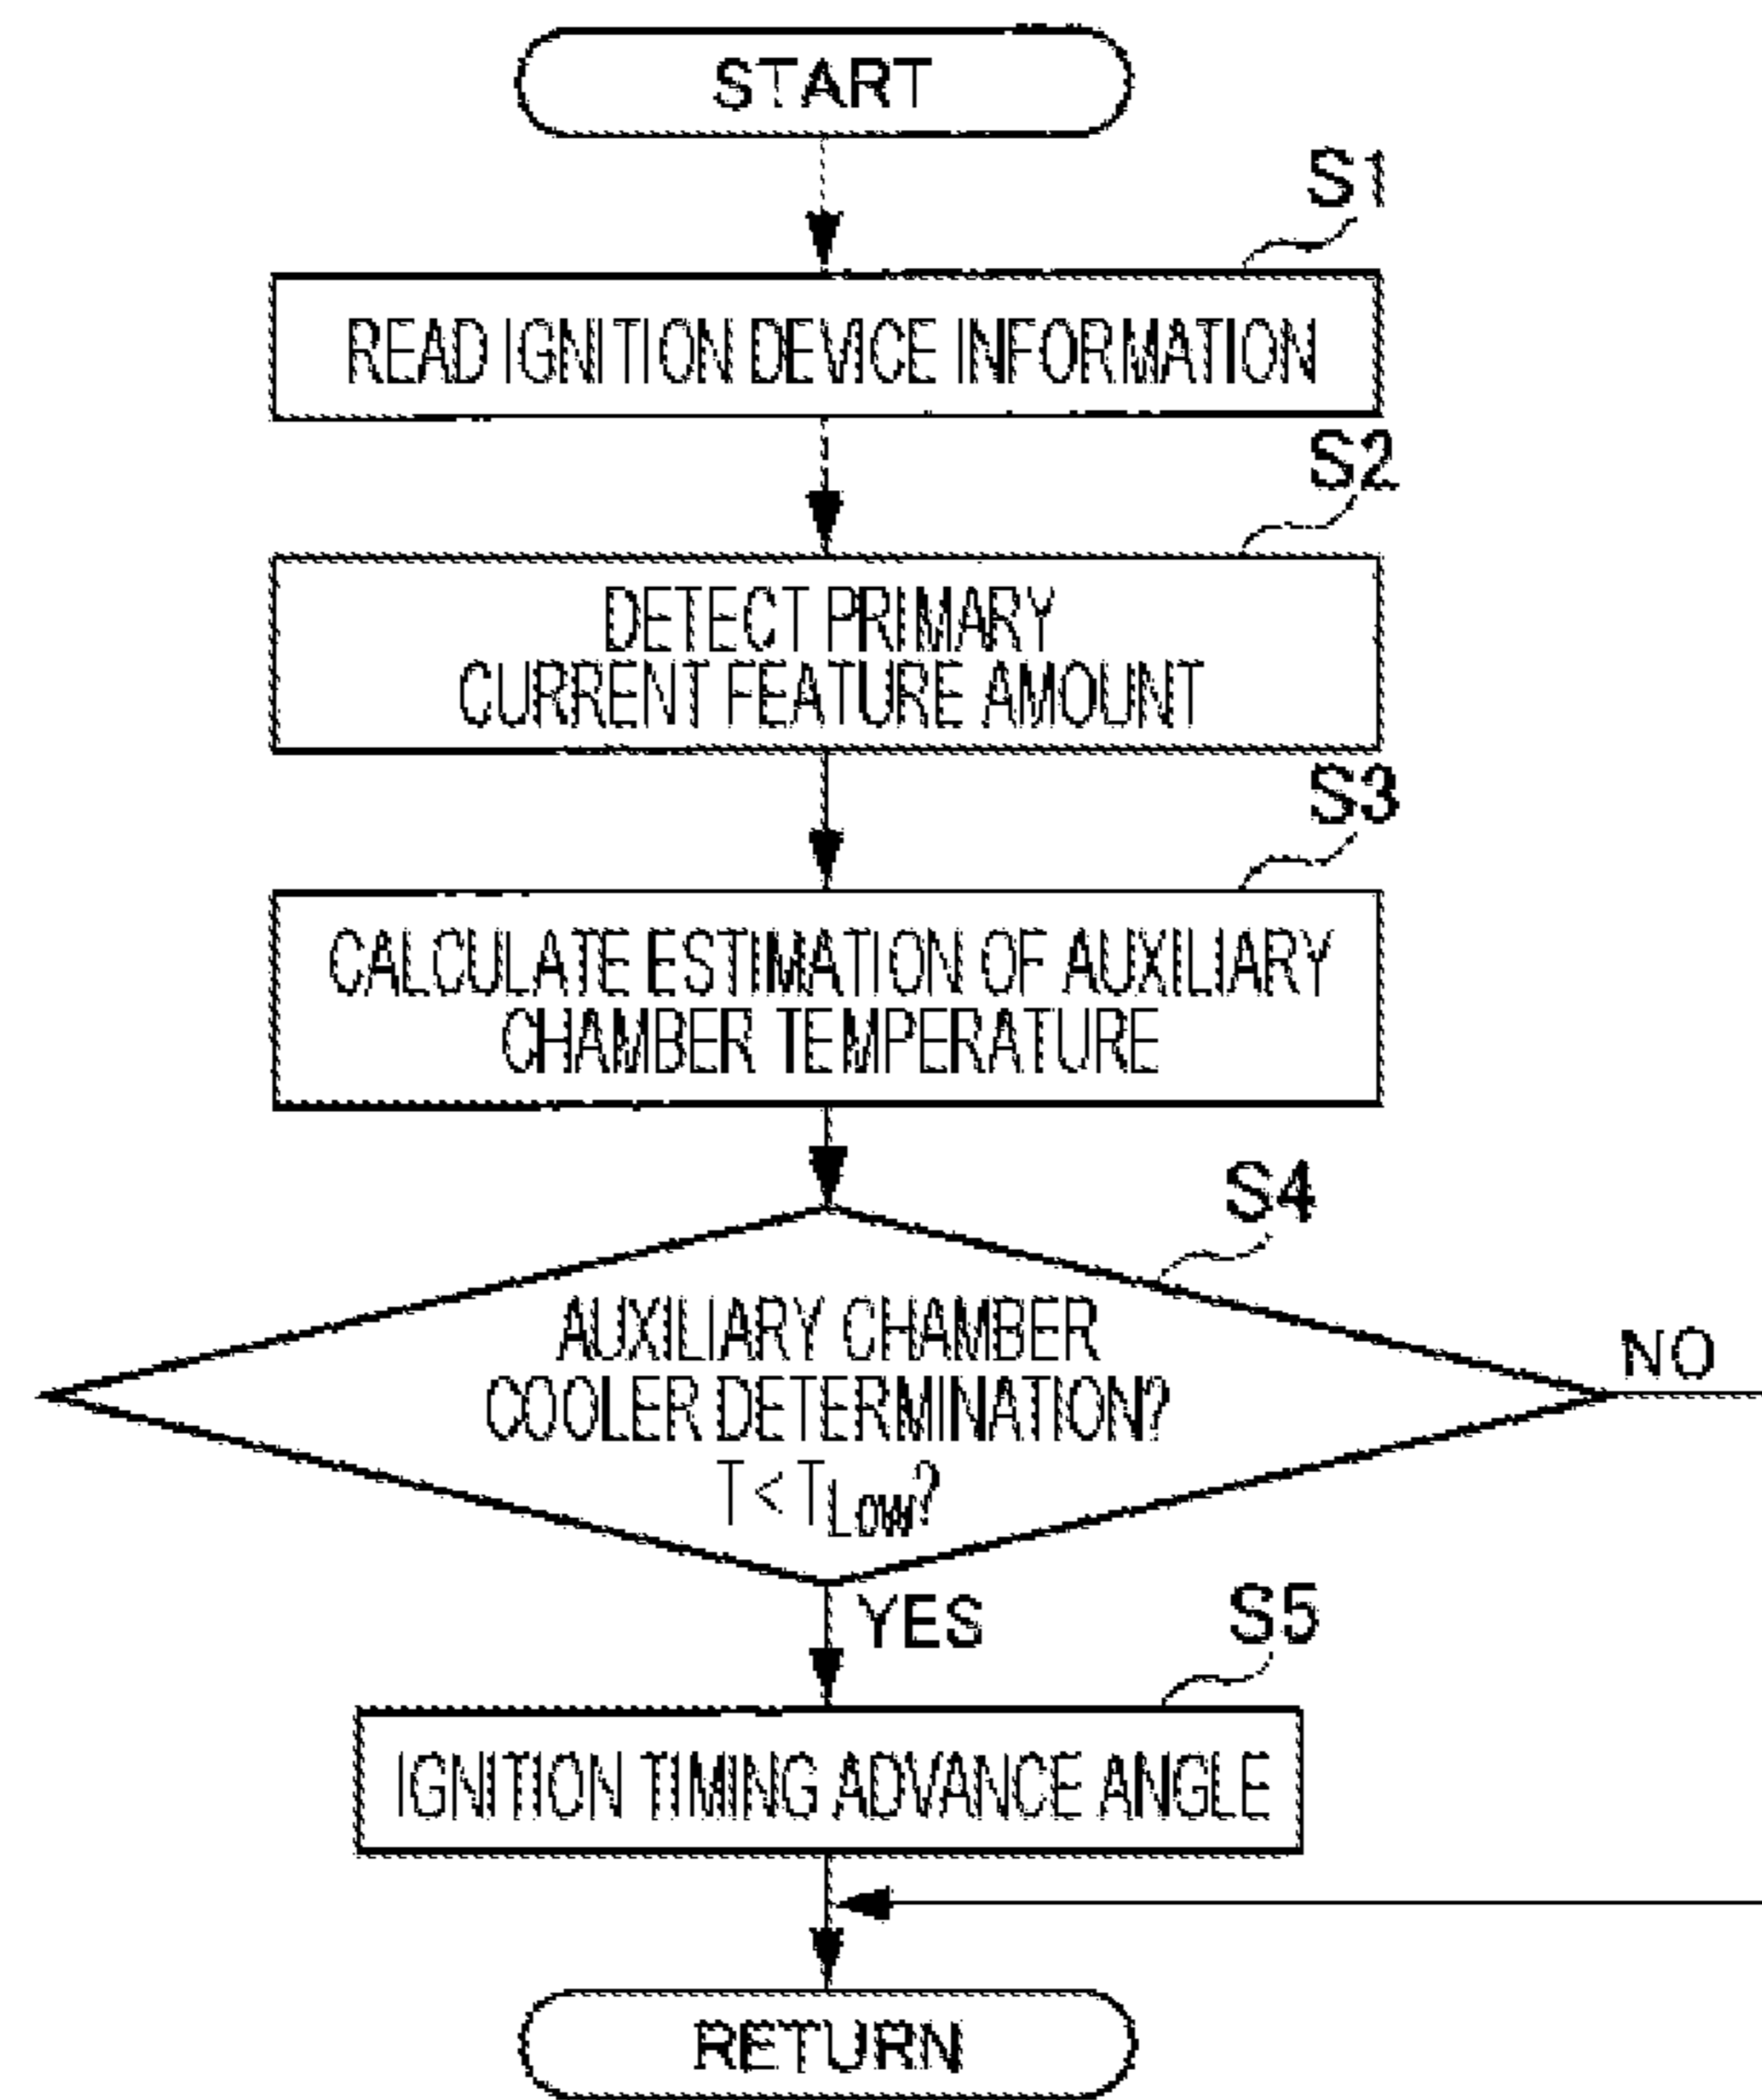 START
S1
READ IGNITION DEVICE INFORMATION
S2
DETECT PRIMARY
CURRENT FEATURE AMOUNT
S3
CALCULATE ESTIMATION OF AUXILIARY
CHAMBER TEMPERATURE
S4
AUXILIARY CHAMBER
COOLER DETERMINATION?
T < TLow?
NO
YES
S5
IGNITION TIMING ADVANCE ANGLE
RETURN